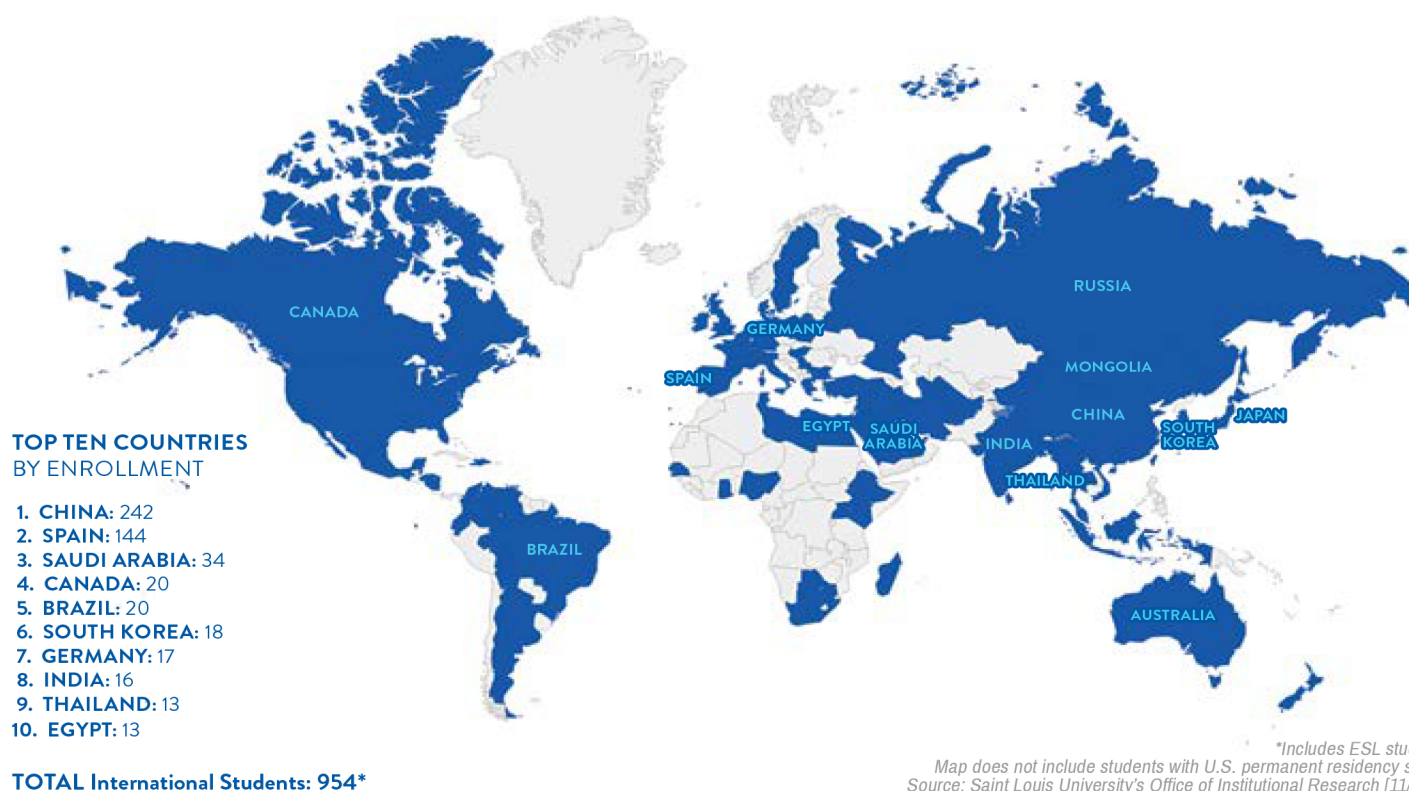 CANADA
RUSSIA
GERMANY
MONGOLIA
SPAIN
CHINA
JAPAN
EGYPT
SAUDI
ARABIA
INDIA
SOUTH
KOREA
THAILAND
BRAZIL
AUSTRALIA
TOP TEN COUNTRIES
BY ENROLLMENT
1. CHINA: 242
2. SPAIN: 144
3. SAUDI ARABIA: 34
4. CANADA: 20
5. BRAZIL: 20
6. SOUTH KOREA: 18
7. GERMANY: 17
8. INDIA: 16
9. THAILAND: 13
10. EGYPT: 13
TOTAL International Students: 954*
*Includes ESL
Map does not include students with U.S. permanent residency
Source: Saint Louis University's Office of Institutional Research